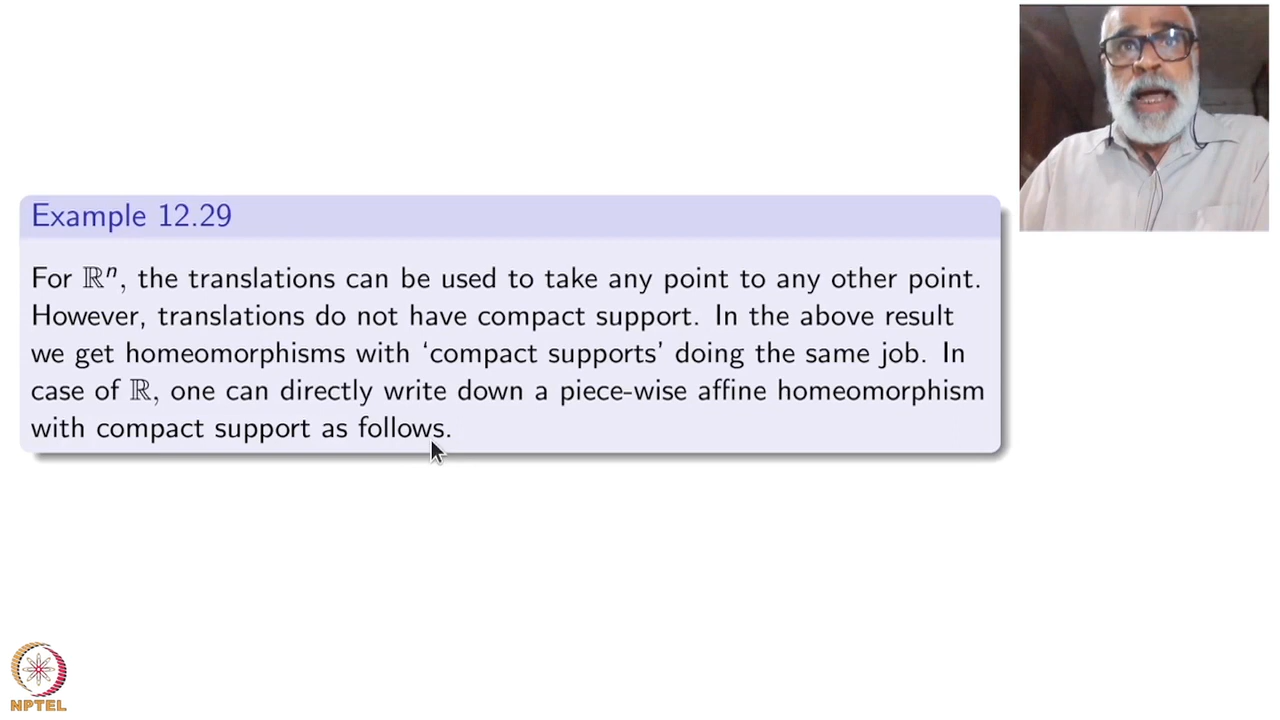 Example 12.29
For ℝⁿ, the translations can be used to take any point to any other point.
However, translations do not have compact support. In the above result
we get homeomorphisms with ‘compact supports’ doing the same job. In
case of ℝ, one can directly write down a piece-wise affine homeomorphism
with compact support as follows.
NPTEL